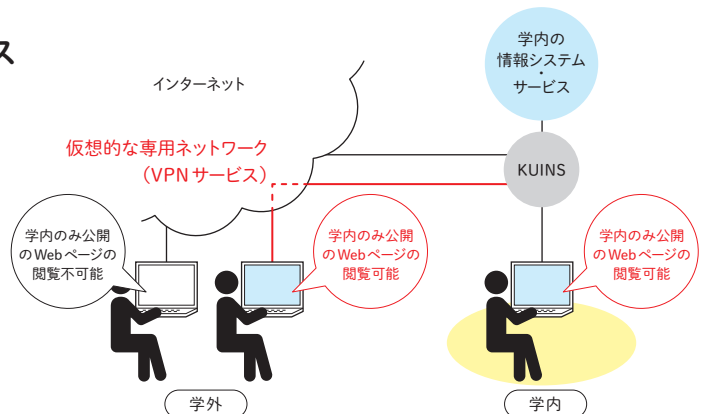 ス
学内の
情報システム
・
サービス
インターネット
仮想的な専用ネットワーク
（VPNサービス）
KUINS
学内のみ公開
のWebページの
閲覧不可能
学内のみ公開
のWebページの
閲覧可能
学内のみ公開
のWebページの
閲覧可能
学外
学内